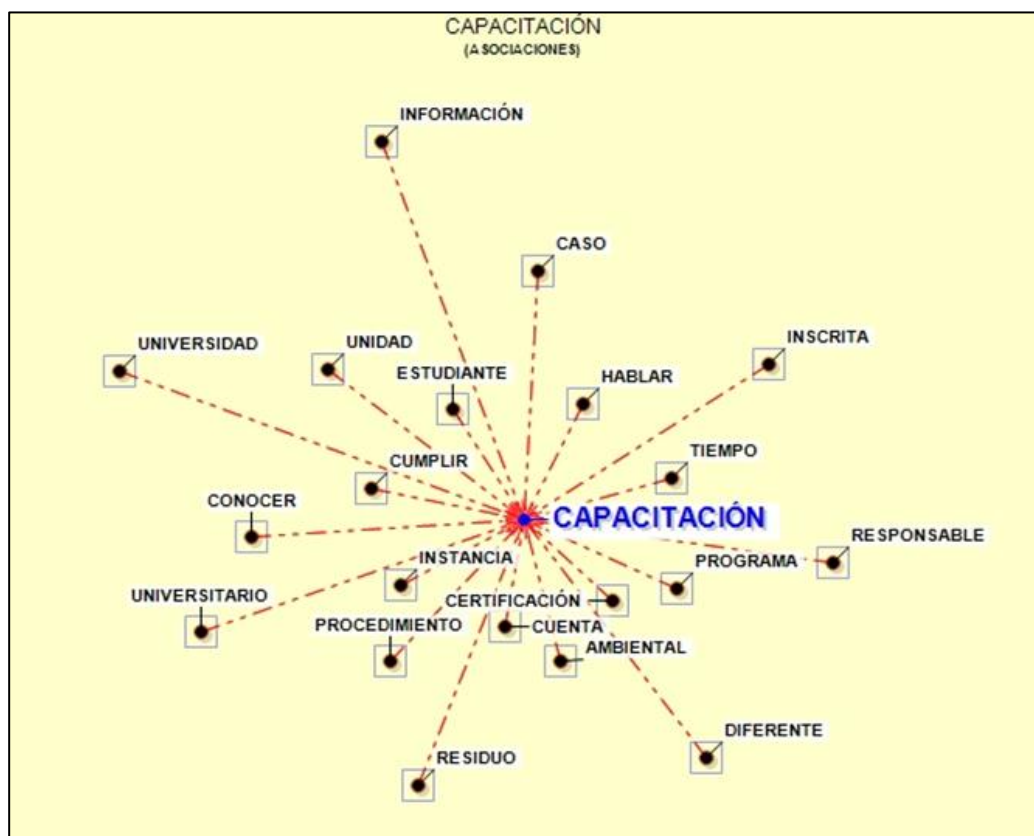 CAPACITACIÓN
(ASOCIACIONES)
INFORMACIÓN
CASO
UNIVERSIDAD
UNIDAD
INSCRITA
ESTUDIANTE
HABLAR
CUMPLIR
TIEMPO
CONOCER
CAPACITACIÓN
RESPONSABLE
INSTANCIA
PROGRAMA
UNIVERSITARIO
CERTIFICACIÓN
PROCEDIMIENTO
CUENTA
AMBIENTAL
DIFERENTE
RESIDUO